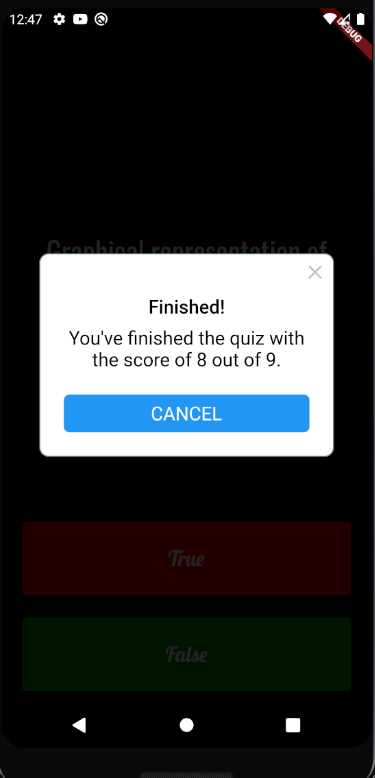 12:47
DEBUG
Graphical representation of
Finished!
You've finished the quiz with
the score of 8 out of 9.
CANCEL
True
False